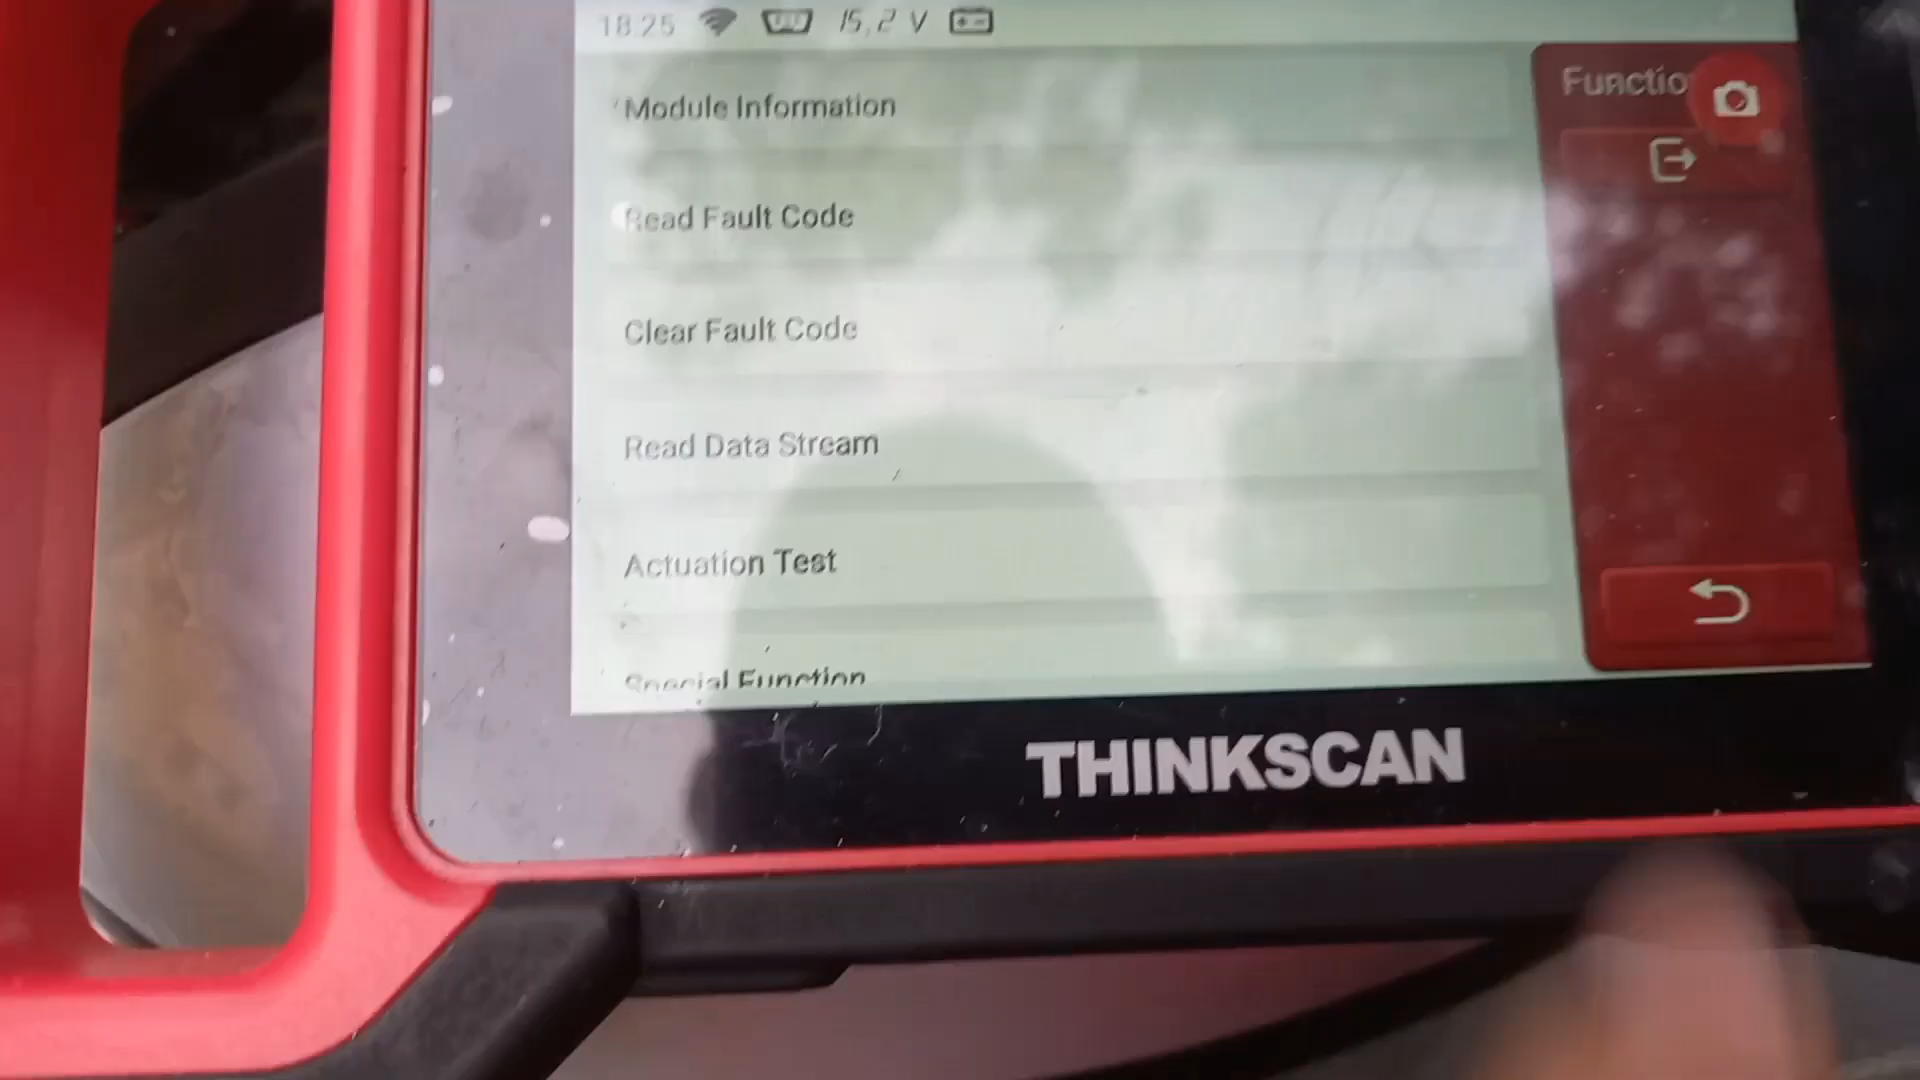 18:25 15,2 V
Functio
Module Information
Read Fault Code
Clear Fault Code
Read Data Stream
Actuation Test
Special Function
THINKSCAN